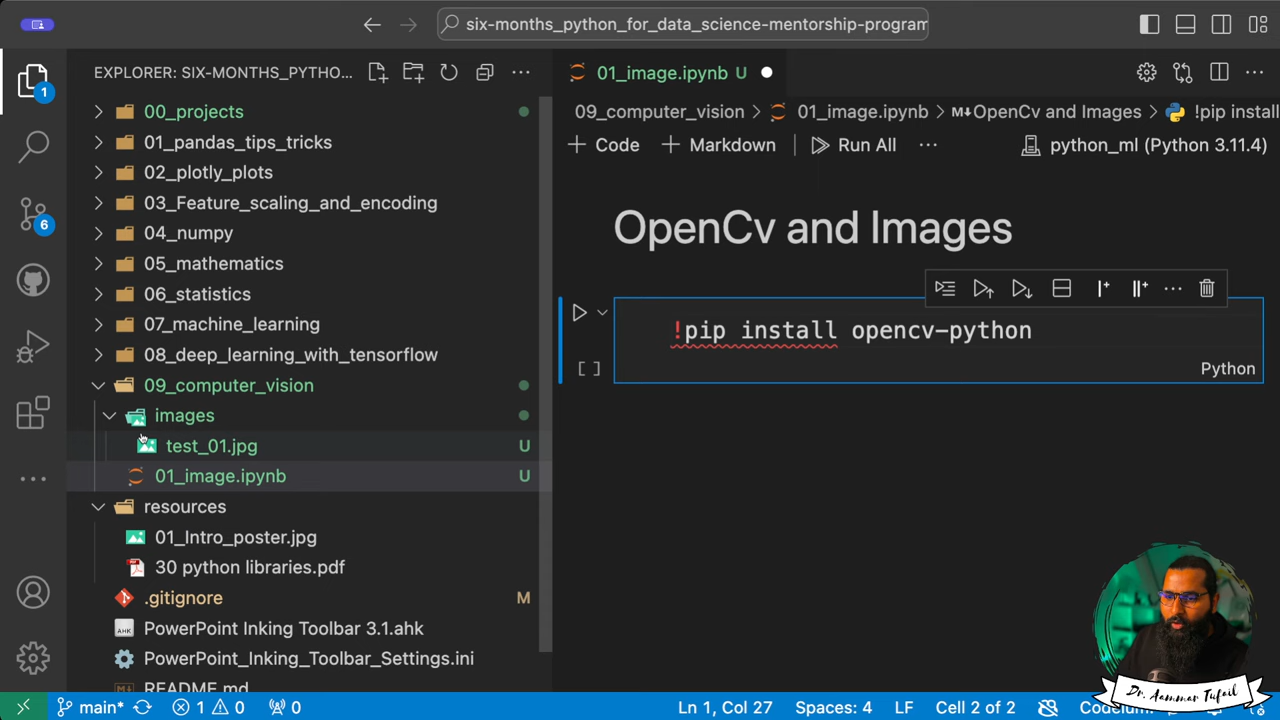 six-months_python_for_data_science-mentorship-program
EXPLORER: SIX-MONTHS_PYTHO...
01_image.ipynb U
1
00_projects
09_computer_vision > 01_image.ipynb > M↓OpenCv and Images > !pip install
01_pandas_tips_tricks
+ Code + Markdown Run All ... python_ml (Python 3.11.4)
02_plotly_plots
03_Feature_scaling_and_encoding
6
04_numpy
OpenCv and Images
05_mathematics
06_statistics
07_machine_learning
!pip install opencv-python
08_deep_learning_with_tensorflow
[ ] Python
09_computer_vision
images
test_01.jpg U
01_image.ipynb U
resources
01_Intro_poster.jpg
30 python libraries.pdf
.gitignore M
AHK PowerPoint Inking Toolbar 3.1.ahk
PowerPoint_Inking_Toolbar_Settings.ini
README.md
Dr. Aammar Tufail
main* 1 0 0 Ln 1, Col 27 Spaces: 4 LF Cell 2 of 2